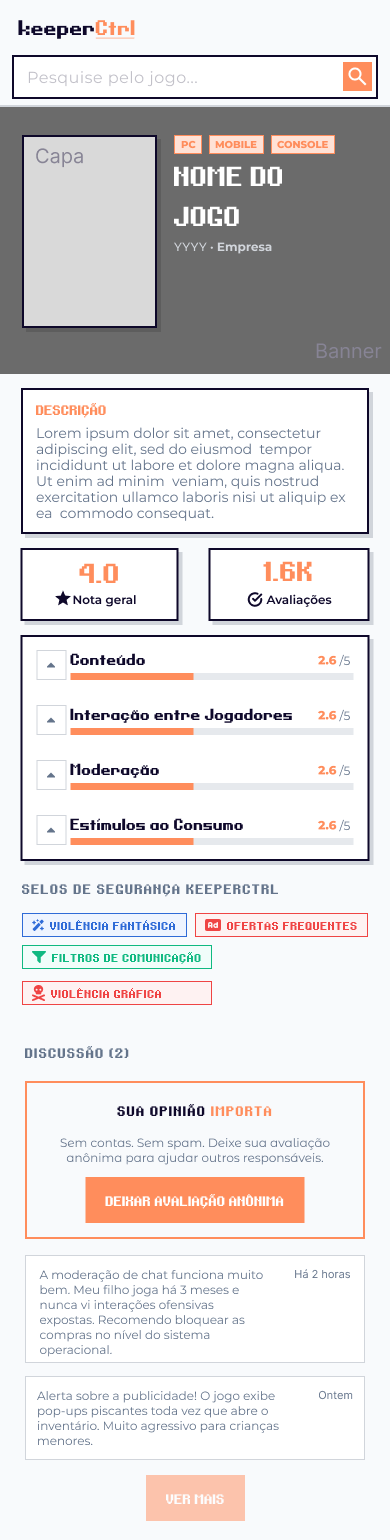 keeperCtrl
Pesquise pelo jogo...
Capa
PC MOBILE CONSOLE
NOME DO
JOGO
YYYY • Empresa
Banner
DESCRIÇÃO
Lorem ipsum dolor sit amet, consectetur
adipiscing elit, sed do eiusmod tempor
incididunt ut labore et dolore magna aliqua.
Ut enim ad minim veniam, quis nostrud
exercitation ullamco laboris nisi ut aliquip ex
ea commodo consequat.
4.0
Nota geral
1.6K
Avaliações
Conteúdo 2.6 /5
Interação entre Jogadores 2.6 /5
Moderação 2.6 /5
Estímulos ao Consumo 2.6 /5
SELOS DE SEGURANÇA KEEPERCTRL
VIOLÊNCIA FANTÁSICA
Ad OFERTAS FREQUENTES
FILTROS DE COMUNICAÇÃO
VIOLÊNCIA GRÁFICA
DISCUSSÃO (2)
SUA OPINIÃO IMPORTA
Sem contas. Sem spam. Deixe sua avaliação
anônima para ajudar outros responsáveis.
DEIXAR AVALIAÇÃO ANÔNIMA
A moderação de chat funciona muito
bem. Meu filho joga há 3 meses e
nunca vi interações ofensivas
expostas. Recomendo bloquear as
compras no nível do sistema
operacional.
Há 2 horas
Alerta sobre a publicidade! O jogo exibe
pop-ups piscantes toda vez que abre o
inventário. Muito agressivo para crianças
menores.
Ontem
VER MAIS